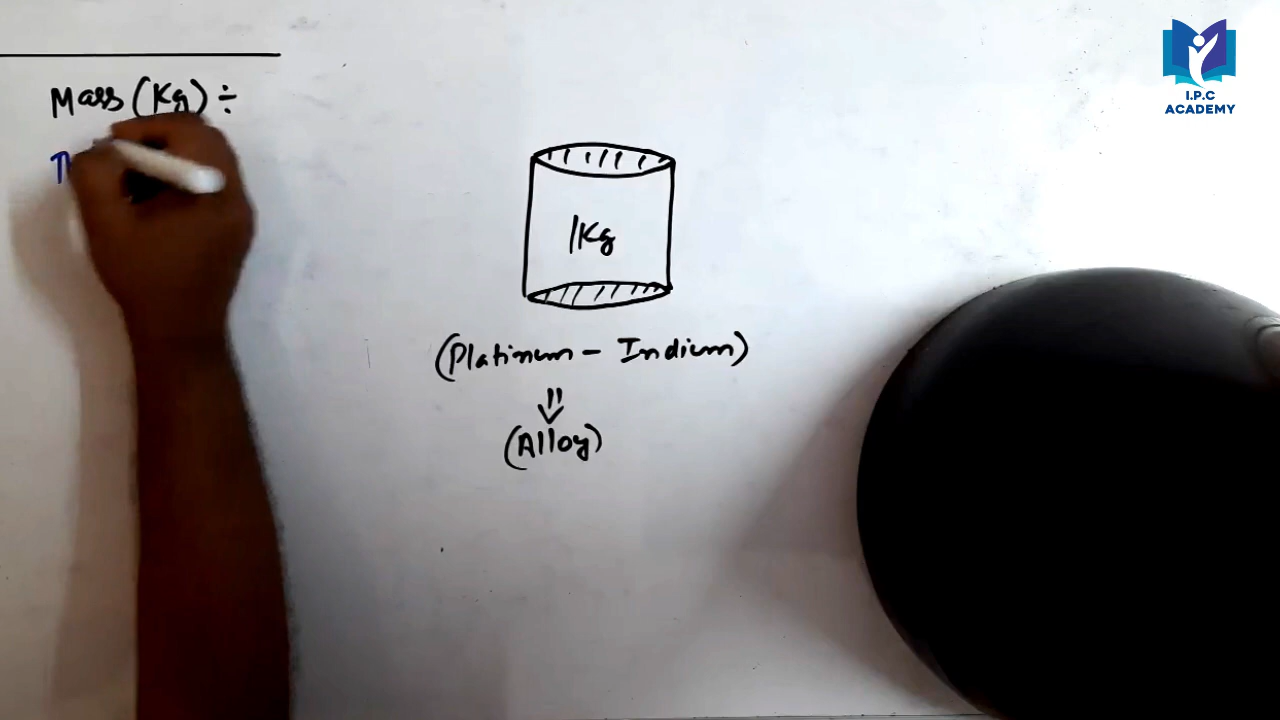 I.P.C
ACADEMY
Mass (Kg) ÷
1Kg
(Platinum - Indium)
(Alloy)